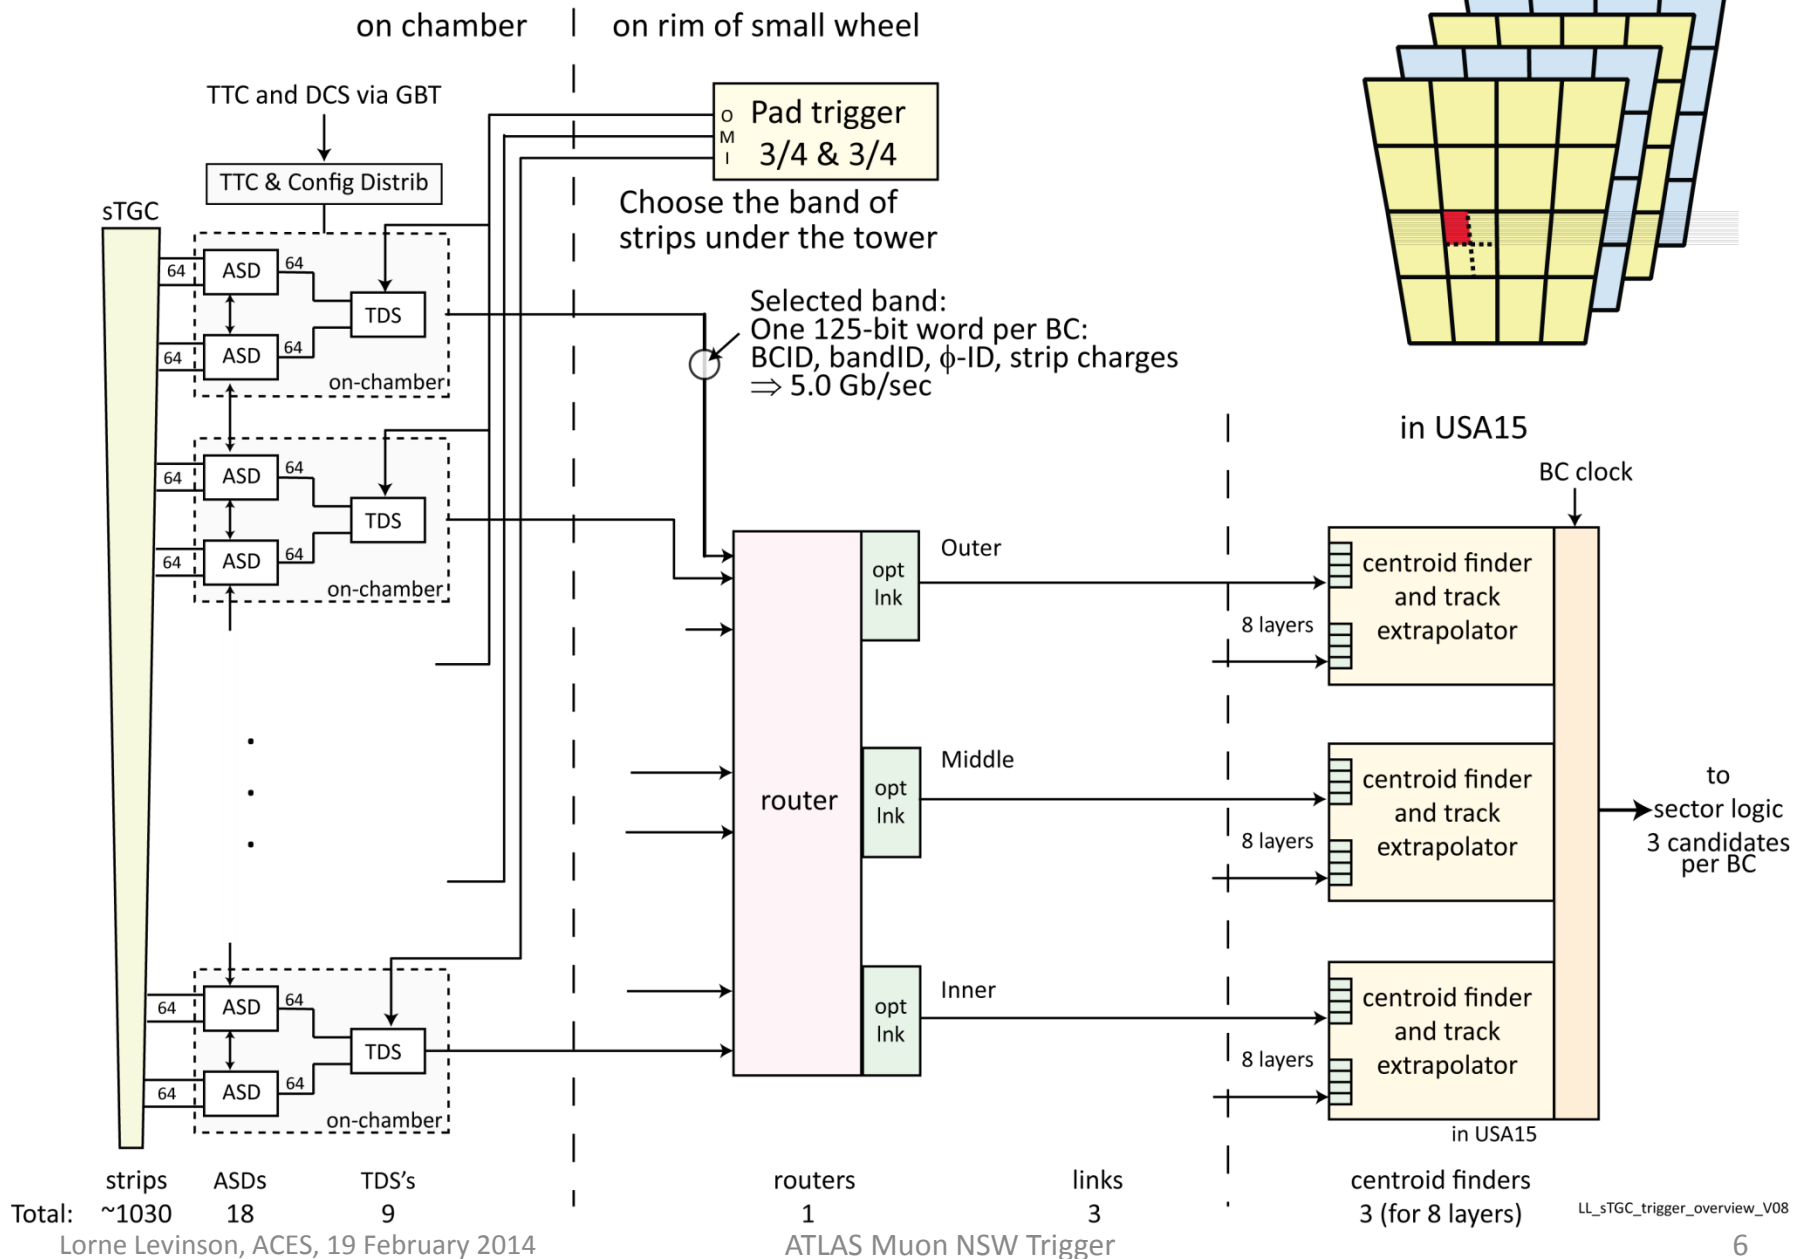 on chamber
on rim of small wheel
TTC and DCS via GBT
TTC & Config Distrib
O
M
I
Pad trigger
3/4 & 3/4
Choose the band of
strips under the tower
sTGC
64
ASD
64
TDS
64
ASD
64
on-chamber
Selected band:
One 125-bit word per BC:
BCID, bandID, ϕ-ID, strip charges
⇒ 5.0 Gb/sec
64
ASD
64
TDS
64
ASD
64
on-chamber
in USA15
BC clock
router
opt
lnk
Outer
8 layers
centroid finder
and track
extrapolator
opt
lnk
Middle
8 layers
centroid finder
and track
extrapolator
to
sector logic
3 candidates
per BC
64
ASD
64
TDS
64
ASD
64
on-chamber
opt
lnk
Inner
8 layers
centroid finder
and track
extrapolator
in USA15
strips ASDs TDS's routers links centroid finders
Total: ~1030 18 9 1 3 3 (for 8 layers)
LL_sTGC_trigger_overview_V08
Lorne Levinson, ACES, 19 February 2014 ATLAS Muon NSW Trigger 6